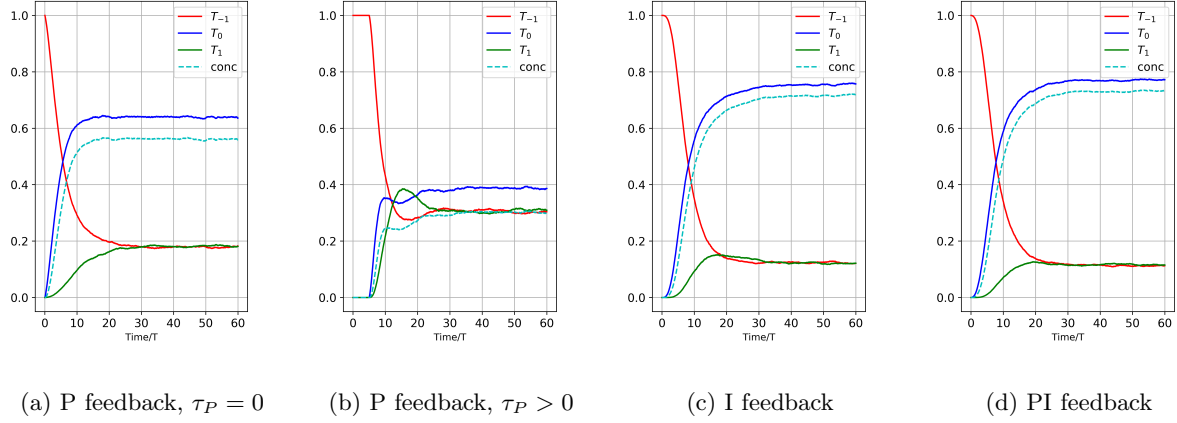 1.0
0.8
0.6
0.4
0.2
0.0
0 10 20 30 40 50 60
Time/T
T₋₁
T₀
T₁
conc
1.0
0.8
0.6
0.4
0.2
0.0
0 10 20 30 40 50 60
Time/T
T₋₁
T₀
T₁
conc
1.0
0.8
0.6
0.4
0.2
0.0
0 10 20 30 40 50 60
Time/T
T₋₁
T₀
T₁
conc
1.0
0.8
0.6
0.4
0.2
0.0
0 10 20 30 40 50 60
Time/T
T₋₁
T₀
T₁
conc
(a) P feedback, τ_P = 0
(b) P feedback, τ_P > 0
(c) I feedback
(d) PI feedback